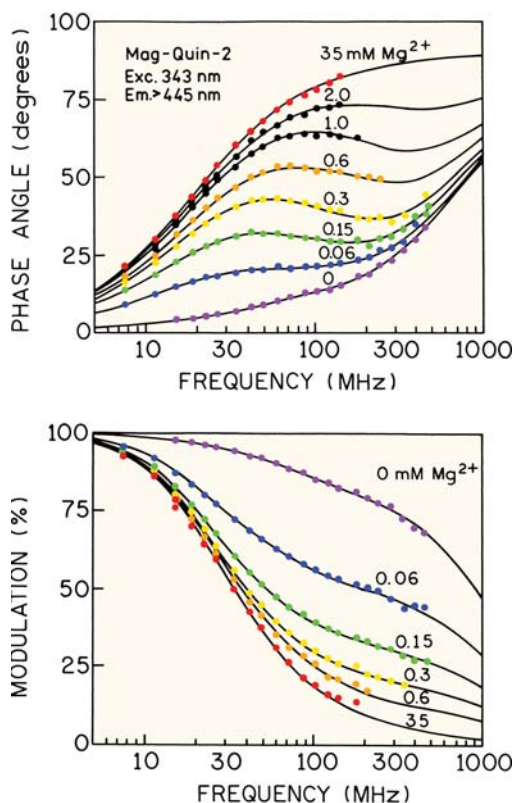 100
75
50
25
0
PHASE ANGLE (degrees)
Mag-Quin-2
Exc. 343 nm
Em.> 445 nm
35 mM Mg2+
2.0
1.0
0.6
0.3
0.15
0.06
0
10 30 100 300 1000
FREQUENCY (MHz)
100
75
50
25
0
MODULATION (%)
0 mM Mg2+
0.06
0.15
0.3
0.6
35
10 30 100 300 1000
FREQUENCY (MHz)